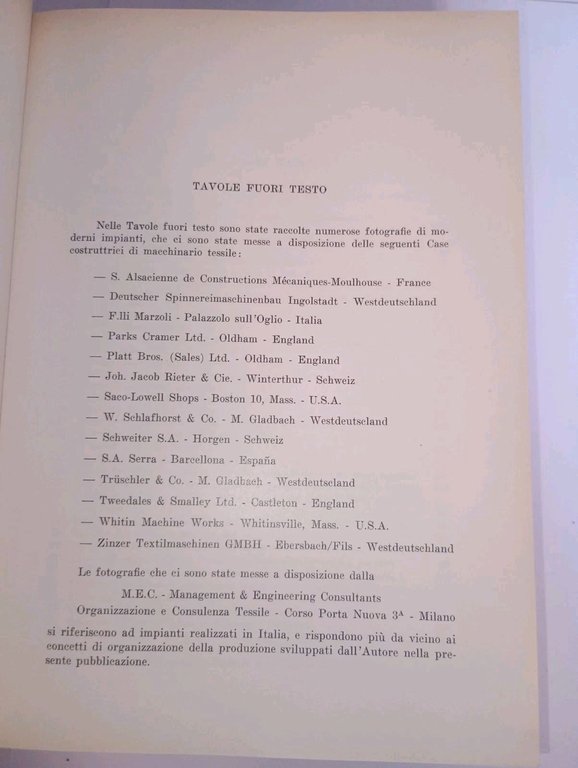 TAVOLE FUORI TESTO
Nelle Tavole fuori testo sono state raccolte numerose fotografie di mo-
derni impianti, che ci sono state messe a disposizione delle seguenti Case
costruttrici di macchinario tessile:
— S. Alsacienne de Constructions Mécaniques-Moulhouse - France
— Deutscher Spinnereimaschinenbau Ingolstadt - Westdeutschland
— F.lli Marzoli - Palazzolo sull'Oglio - Italia
— Parks Cramer Ltd. - Oldham - England
— Platt Bros. (Sales) Ltd. - Oldham - England
— Joh. Jacob Rieter & Cie. - Winterthur - Schweiz
— Saco-Lowell Shops - Boston 10, Mass. - U.S.A.
— W. Schlafhorst & Co. - M. Gladbach - Westdeutscland
— Schweiter S.A. - Horgen - Schweiz
— S.A. Serra - Barcellona - España
— Trüschler & Co. - M. Gladbach - Westdeutscland
— Tweedales & Smalley Ltd. - Castleton - England
— Whitin Machine Works - Whitinsville, Mass. - U.S.A.
— Zinzer Textilmaschinen GMBH - Ebersbach/Fils - Westdeutschland
Le fotografie che ci sono state messe a disposizione dalla
M.E.C. - Management & Engineering Consultants
Organizzazione e Consulenza Tessile - Corso Porta Nuova 3ᴬ - Milano
si riferiscono ad impianti realizzati in Italia, e rispondono più da vicino ai
concetti di organizzazione della produzione sviluppati dall'Autore nella pre-
sente pubblicazione.